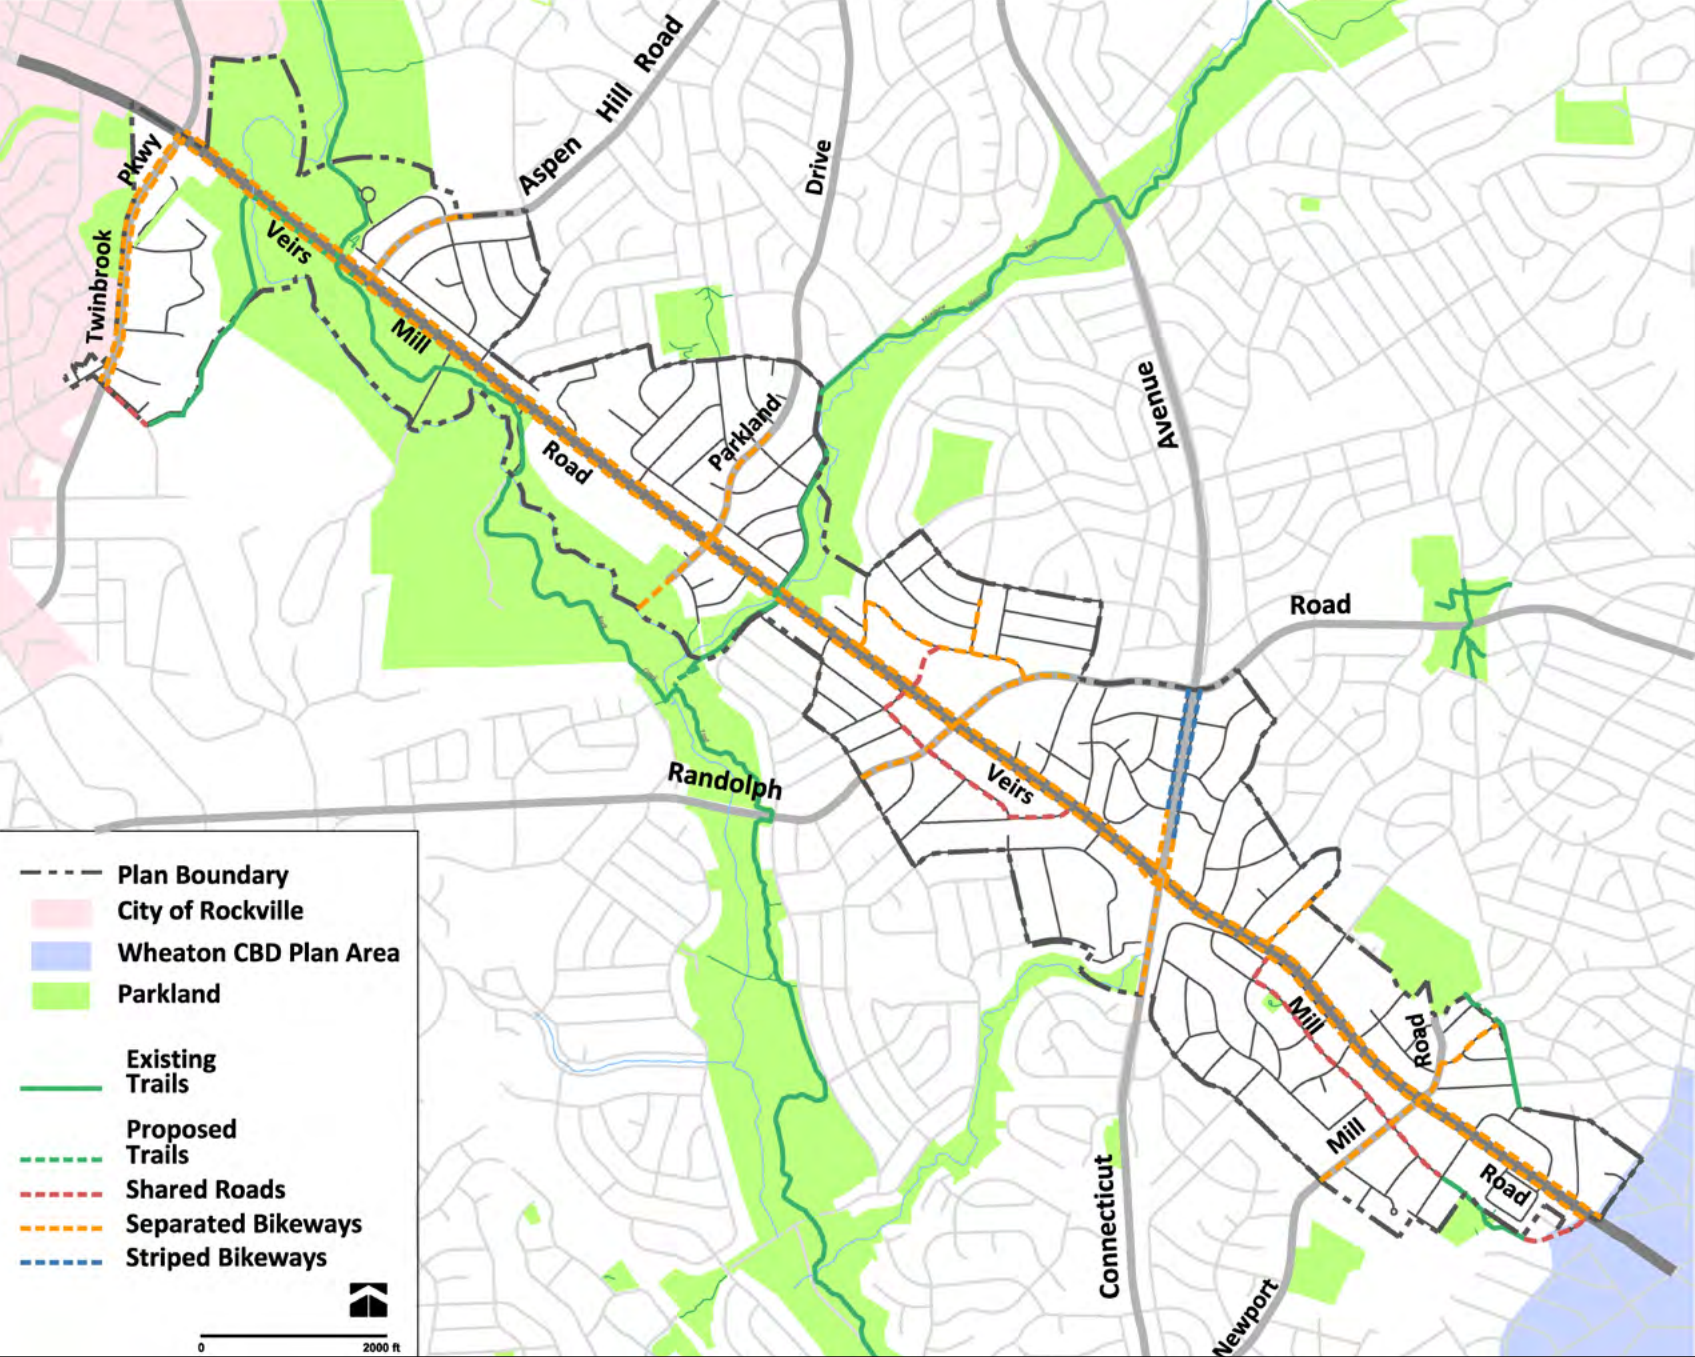 Aspen Hill Road
Drive
Pkwy
Twinbrook
Veirs
Mill
Road
Parkland
Avenue
Road
Randolph
Veirs
Mill
Road
Mill
Road
Connecticut
Newport
Plan Boundary
City of Rockville
Wheaton CBD Plan Area
Parkland
Existing
Trails
Proposed
Trails
Shared Roads
Separated Bikeways
Striped Bikeways
0 2000 ft